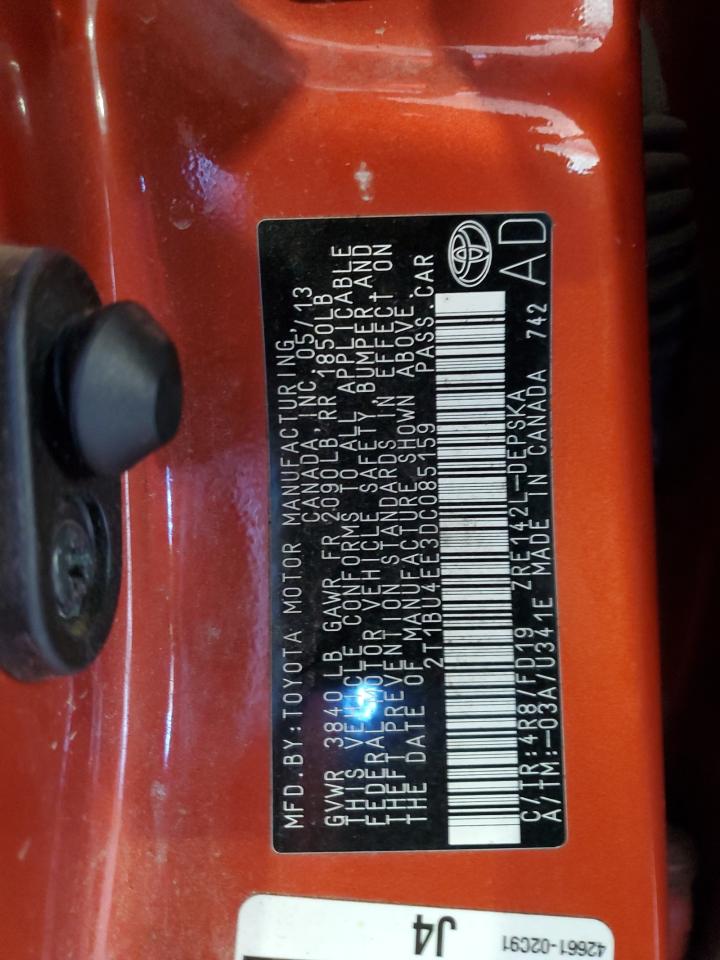 MFD.BY:TOYOTA MOTOR MANUFACTURING,
CANADA, INC. 05/13
GVWR 3840 LB GAWR FR 2090 LB, RR 1850LB
THIS VEHICLE CONFORMS TO ALL APPLICABLE
FEDERAL MOTOR VEHICLE SAFETY, BUMPER AND
THEFT PREVENTION STANDARDS IN EFFECT ON
THE DATE OF MANUFACTURE SHOWN ABOVE.
2T1BU4EE3DC085159 PASS.CAR
C/TR:4R8/FD19 ZRE142L-DEPSKA
A/TM:-03A/U341E MADE IN CANADA 742
AD
J4
42661-02C91